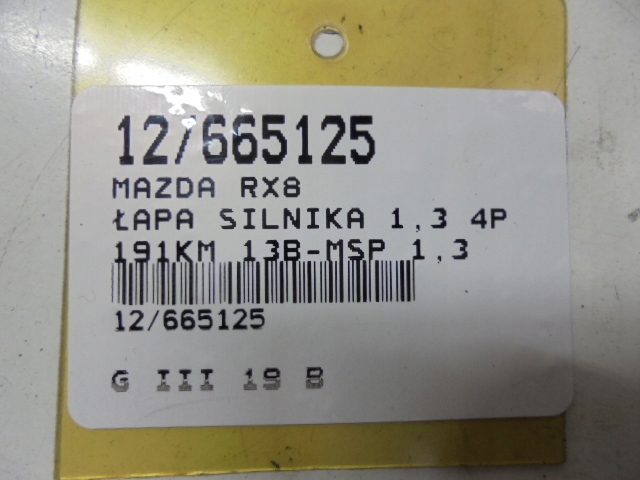 12/665125
MAZDA RX8
ŁAPA SILNIKA 1,3 4P
191KM 13B-MSP 1,3
12/665125
G III 19 B